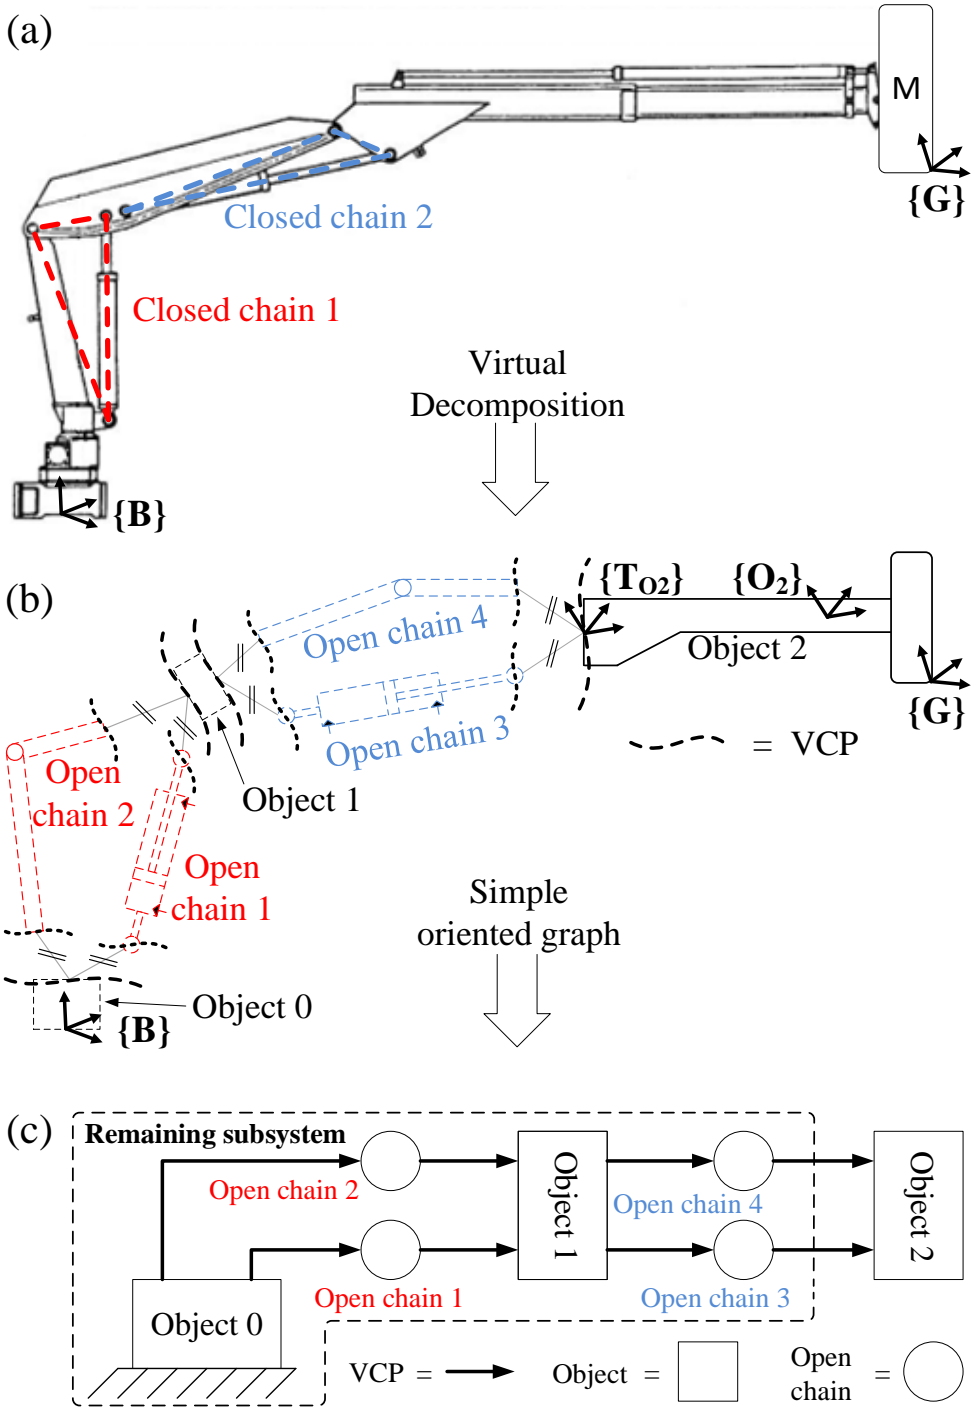 (a)
M
{G}
Closed chain 2
Closed chain 1
Virtual
Decomposition
{B}
(b)
{T_O2}
{O_2}
Open chain 4
Object 2
{G}
Open chain 3
= VCP
Open
chain 2
Object 1
Open
chain 1
Simple
oriented graph
Object 0
{B}
(c)
Remaining subsystem
Open chain 2
Object 1
Open chain 4
Object 2
Open chain 1
Open chain 3
Object 0
VCP =
Object =
Open
chain =